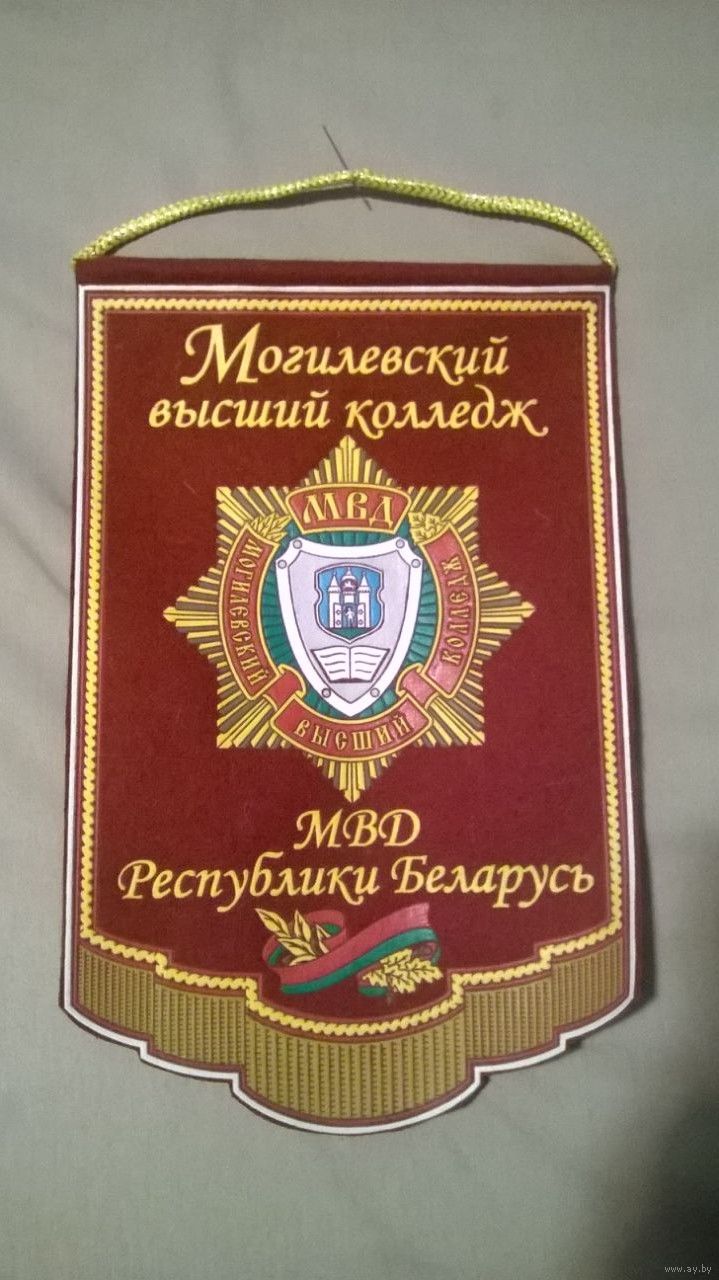 Могилевский
высший колледж
МВД
МОГИЛЕВСКИЙ
КОЛЛЕДЖ
ВЫСШИЙ
МВД
Республики Беларусь
www.ay.by